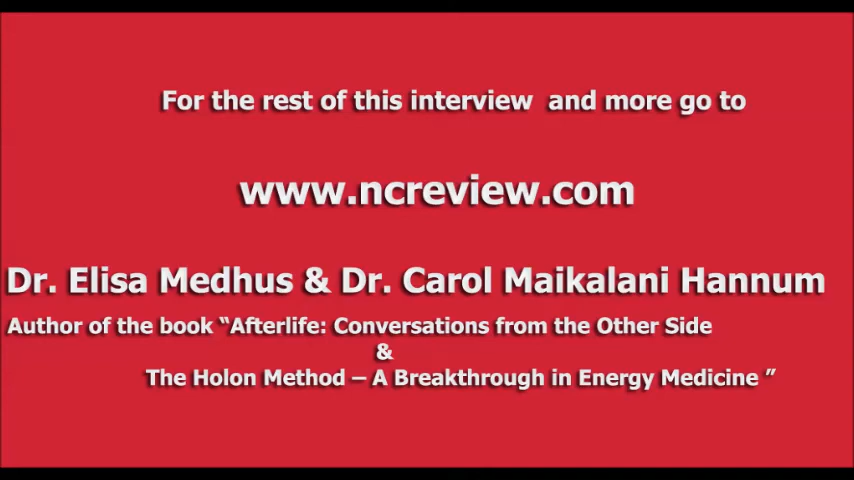 For the rest of this interview  and more go to
www.ncreview.com
Dr. Elisa Medhus & Dr. Carol Maikalani Hannum
Author of the book “Afterlife: Conversations from the Other Side
&
The Holon Method – A Breakthrough in Energy Medicine ”